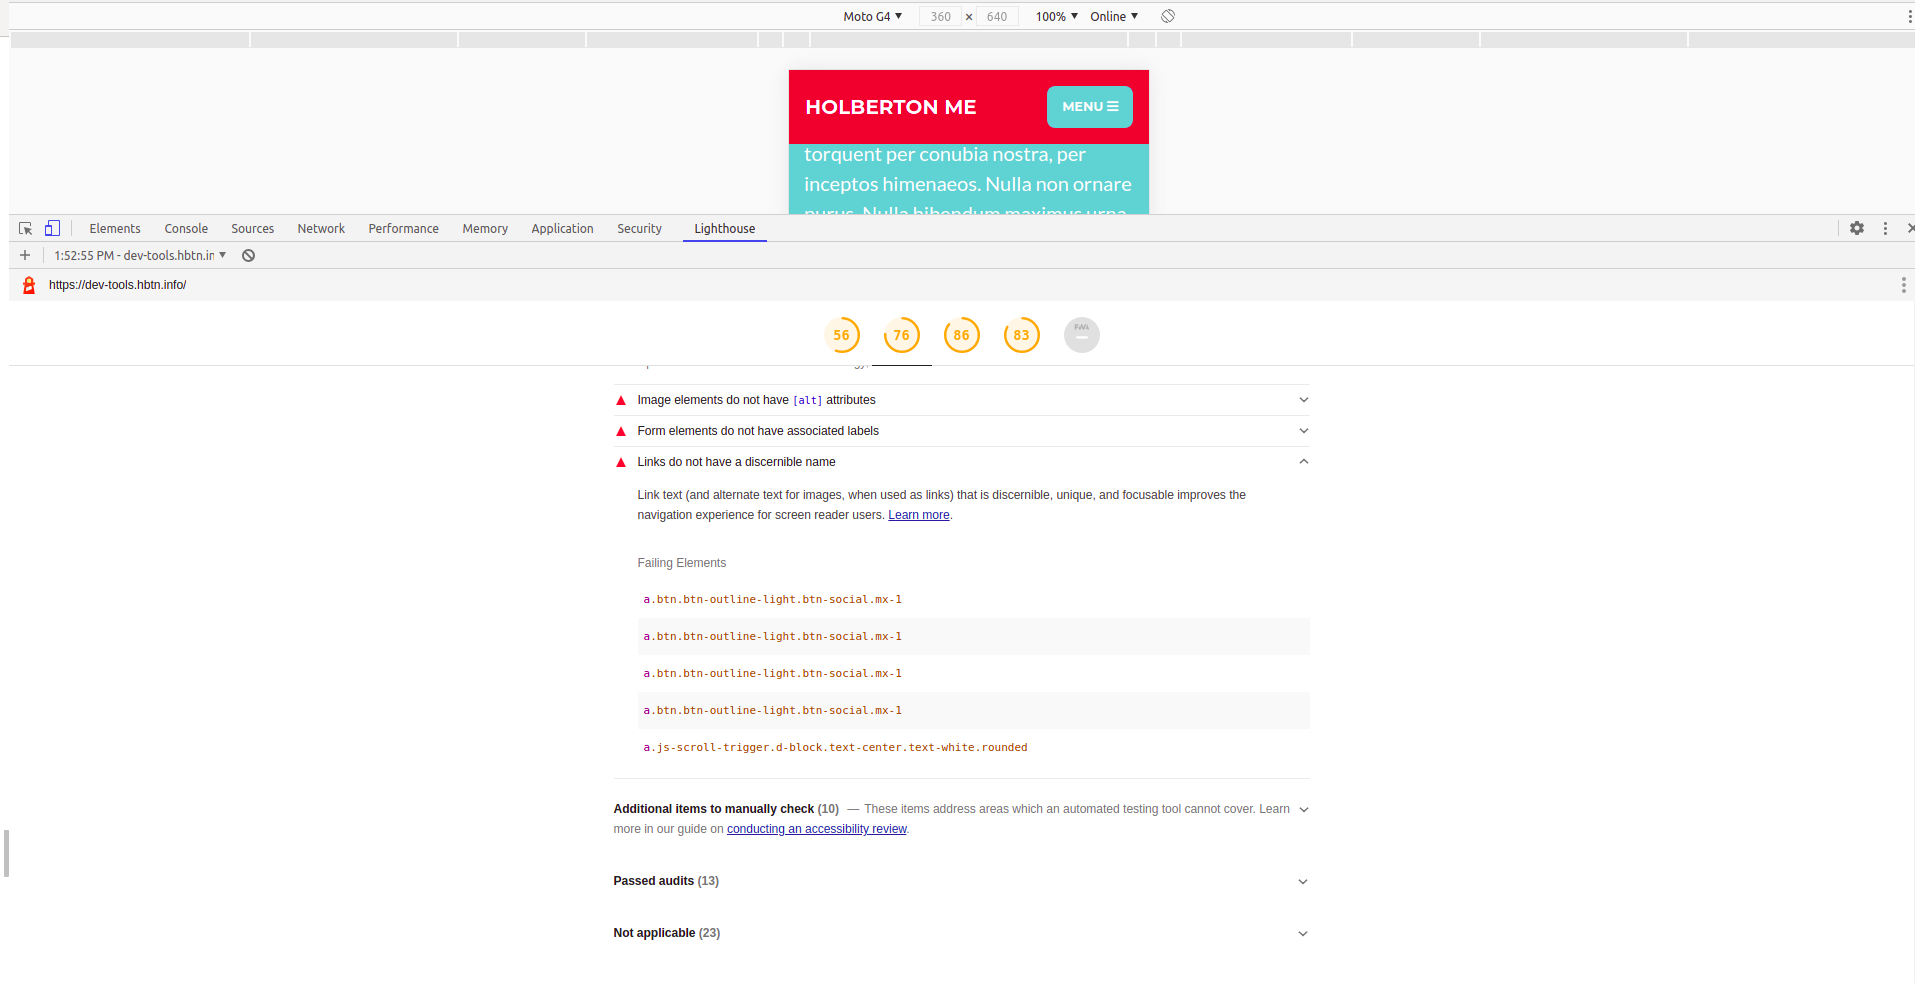 Moto G4 ▼ 360 × 640 100% ▼ Online ▼
HOLBERTON ME
MENU ☰
torquent per conubia nostra, per
inceptos himenaeos. Nulla non ornare
purus. Nulla bibendum maximus urna
Elements Console Sources Network Performance Memory Application Security Lighthouse
1:52:55 PM - dev-tools.hbtn.in ▼
https://dev-tools.hbtn.info/
56 76 86 83 PWA
Image elements do not have [alt] attributes
Form elements do not have associated labels
Links do not have a discernible name
Link text (and alternate text for images, when used as links) that is discernible, unique, and focusable improves the
navigation experience for screen reader users. Learn more.
Failing Elements
a.btn.btn-outline-light.btn-social.mx-1
a.btn.btn-outline-light.btn-social.mx-1
a.btn.btn-outline-light.btn-social.mx-1
a.btn.btn-outline-light.btn-social.mx-1
a.js-scroll-trigger.d-block.text-center.text-white.rounded
Additional items to manually check (10) — These items address areas which an automated testing tool cannot cover. Learn
more in our guide on conducting an accessibility review.
Passed audits (13)
Not applicable (23)